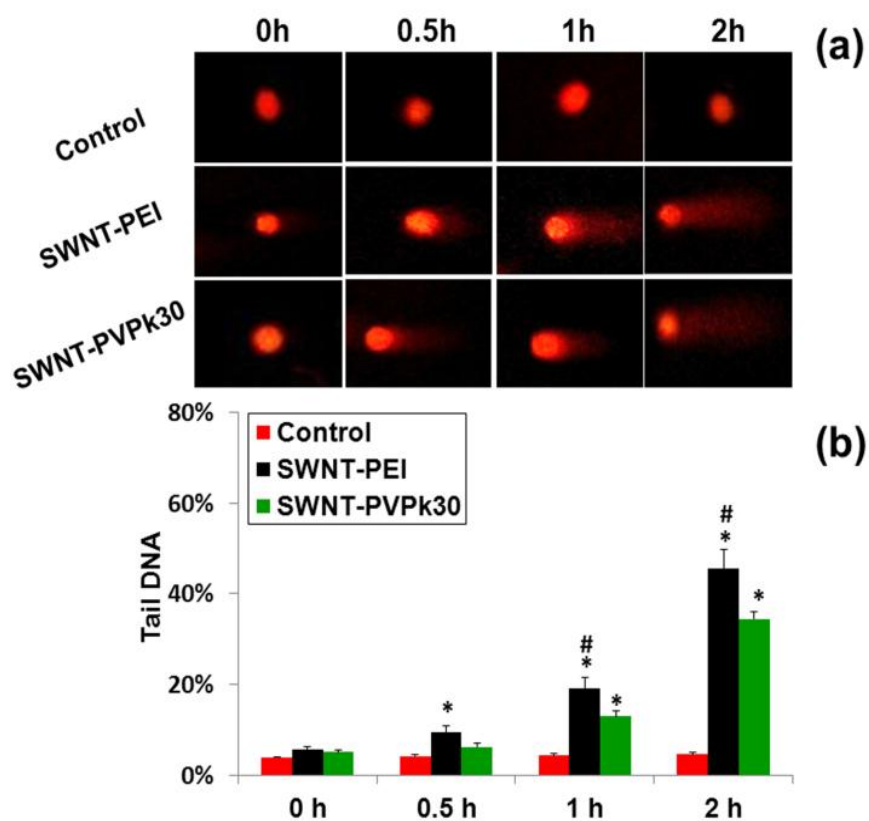 0h 0.5h 1h 2h (a)
Control
SWNT-PEI
SWNT-PVPk30
(b)
80%
60%
40%
20%
0%
Tail DNA
Control
SWNT-PEI
SWNT-PVPk30
*
#
*
*
#
*
*
0 h 0.5 h 1 h 2 h